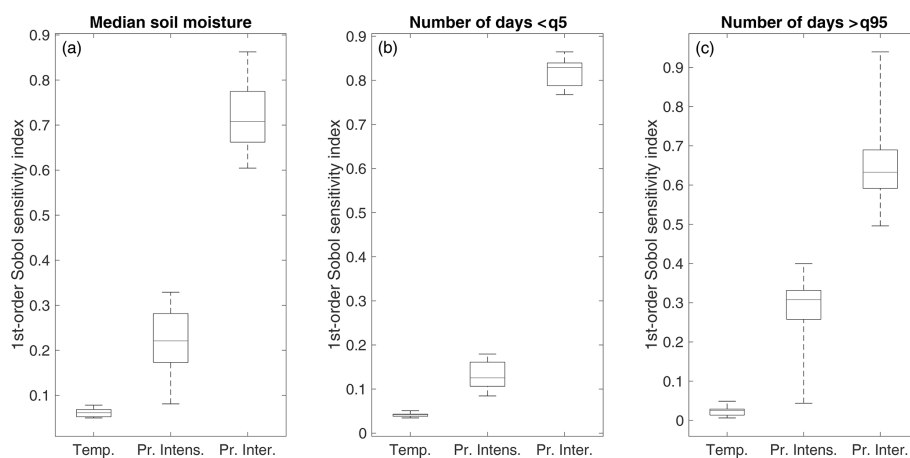 Median soil moisture
(a)
1st-order Sobol sensitivity index
0.9
0.8
0.7
0.6
0.5
0.4
0.3
0.2
0.1
Temp. Pr. Intens. Pr. Inter.
Number of days <q5
(b)
1st-order Sobol sensitivity index
0.9
0.8
0.7
0.6
0.5
0.4
0.3
0.2
0.1
0
Temp. Pr. Intens. Pr. Inter.
Number of days >q95
(c)
1st-order Sobol sensitivity index
0.9
0.8
0.7
0.6
0.5
0.4
0.3
0.2
0.1
0
Temp. Pr. Intens. Pr. Inter.